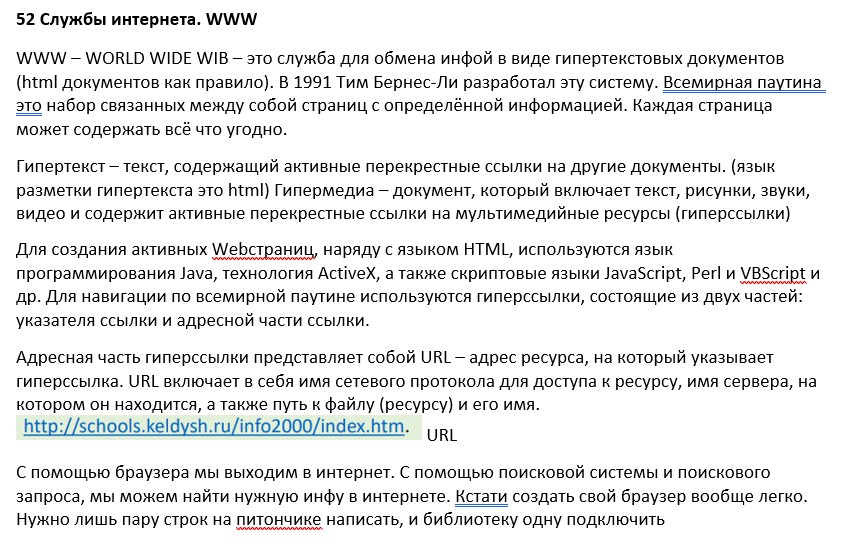 52 Службы интернета. WWW
WWW – WORLD WIDE WIB – это служба для обмена инфой в виде гипертекстовых документов
(html документов как правило). В 1991 Тим Бернес-Ли разработал эту систему. Всемирная паутина
это набор связанных между собой страниц с определённой информацией. Каждая страница
может содержать всё что угодно.
Гипертекст – текст, содержащий активные перекрестные ссылки на другие документы. (язык
разметки гипертекста это html) Гипермедиа – документ, который включает текст, рисунки, звуки,
видео и содержит активные перекрестные ссылки на мультимедийные ресурсы (гиперссылки)
Для создания активных Webстраниц, наряду с языком HTML, используются язык
программирования Java, технология ActiveX, а также скриптовые языки JavaScript, Perl и VBScript и
др. Для навигации по всемирной паутине используются гиперссылки, состоящие из двух частей:
указателя ссылки и адресной части ссылки.
Адресная часть гиперссылки представляет собой URL – адрес ресурса, на который указывает
гиперссылка. URL включает в себя имя сетевого протокола для доступа к ресурсу, имя сервера, на
котором он находится, а также путь к файлу (ресурсу) и его имя.
http://schools.keldysh.ru/info2000/index.htm. URL
С помощью браузера мы выходим в интернет. С помощью поисковой системы и поискового
запроса, мы можем найти нужную инфу в интернете. Кстати создать свой браузер вообще легко.
Нужно лишь пару строк на питончике написать, и библиотеку одну подключить